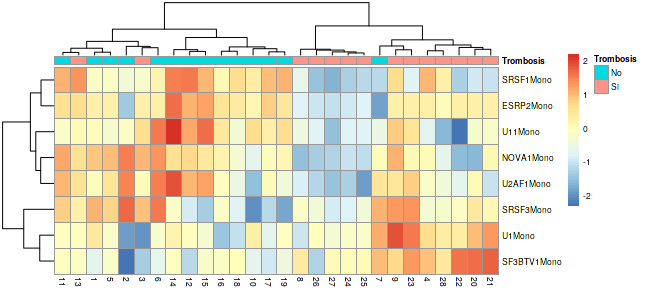 Trombosis
SRSF1Mono
ESRP2Mono
U11Mono
NOVA1Mono
U2AF1Mono
SRSF3Mono
U1Mono
SF3BTV1Mono
11 13 1 5 2 3 6 14 12 15 16 18 10 17 19 8 26 27 24 25 7 9 23 4 28 22 20 21
2
1
0
-1
-2
Trombosis
No
SI